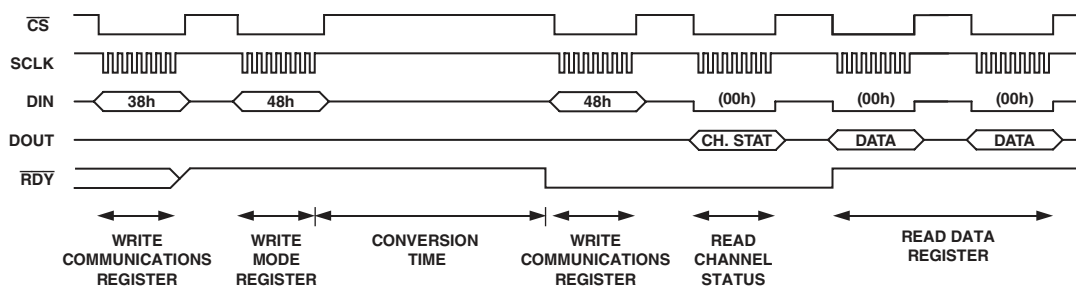 CS
SCLK
DIN 38h 48h 48h (00h) (00h) (00h)
DOUT CH. STAT DATA DATA
RDY
WRITE
COMMUNICATIONS
REGISTER
WRITE
MODE
REGISTER
CONVERSION
TIME
WRITE
COMMUNICATIONS
REGISTER
READ
CHANNEL
STATUS
READ DATA
REGISTER